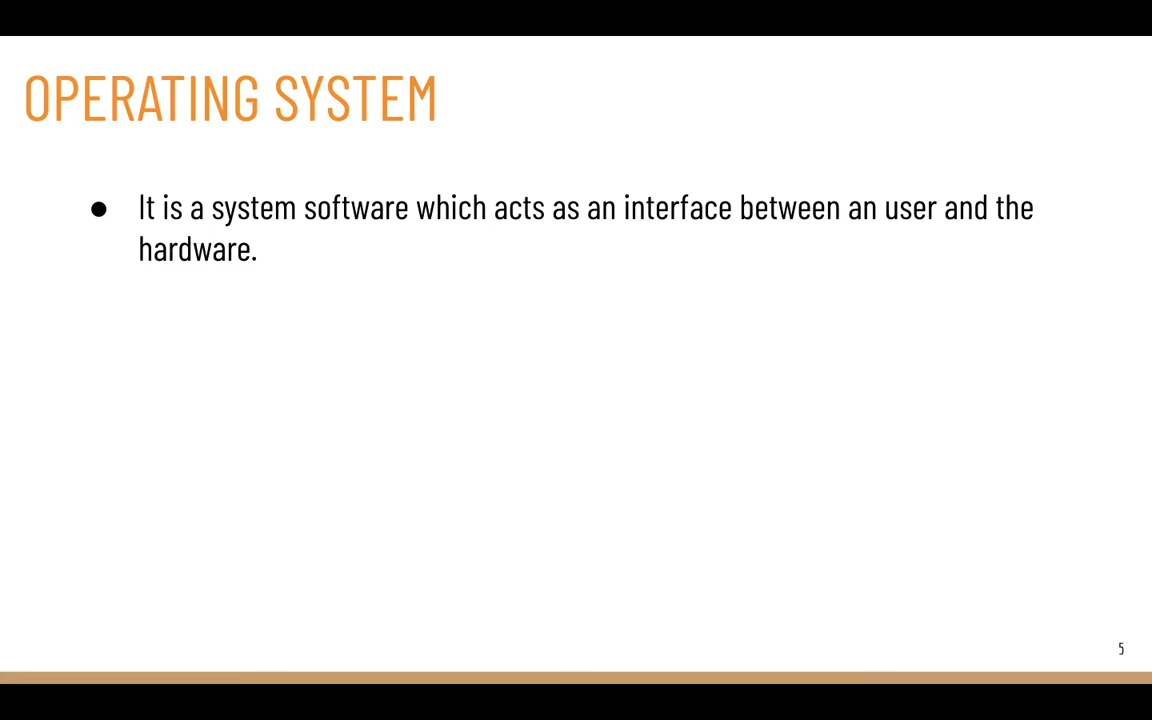 OPERATING SYSTEM
● It is a system software which acts as an interface between an user and the
hardware.
5